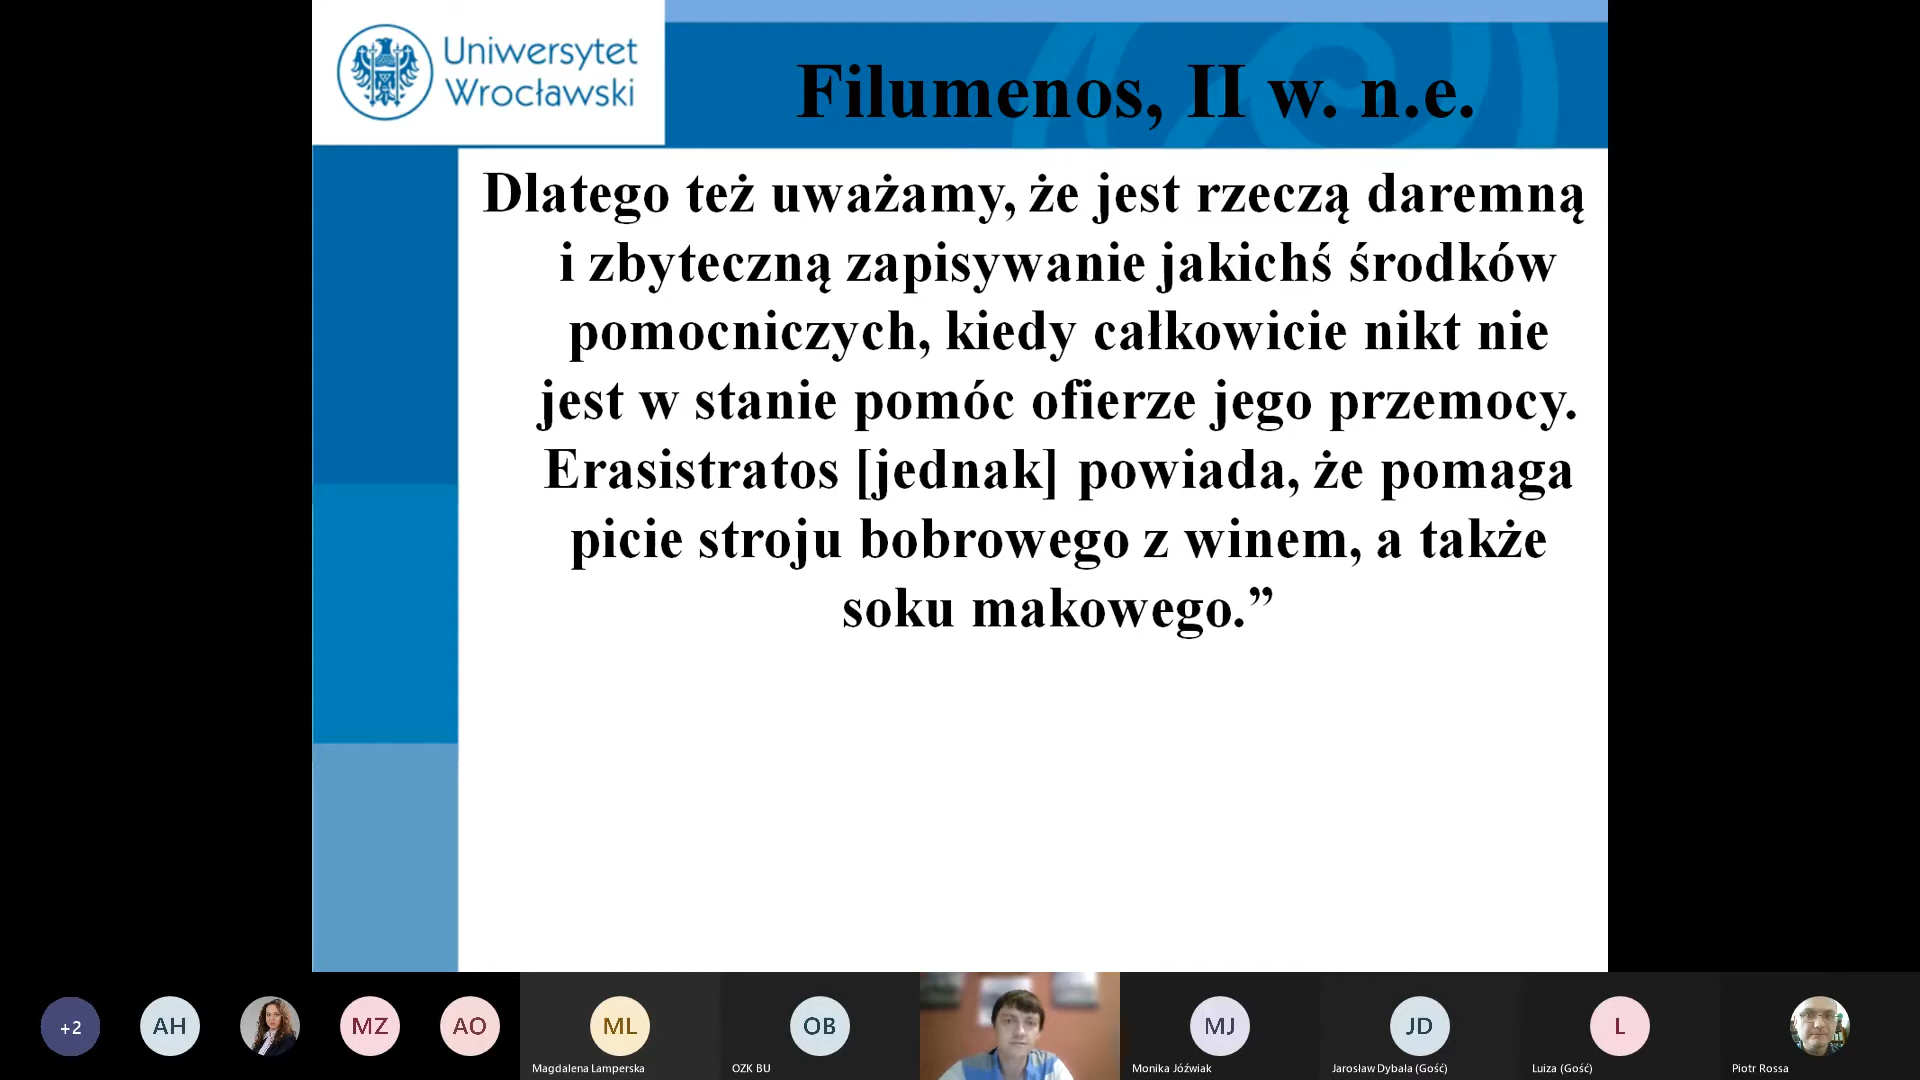 Uniwersytet
Wrocławski
Filumenos, II w. n.e.
Dlatego też uważamy, że jest rzeczą daremną
i zbyteczną zapisywanie jakichś środków
pomocniczych, kiedy całkowicie nikt nie
jest w stanie pomóc ofierze jego przemocy.
Erasistratos [jednak] powiada, że pomaga
picie stroju bobrowego z winem, a także
soku makowego.”
+2
AH
MZ
AO
ML
OB
MJ
JD
L
Magdalena Lamperska
OZK BU
Monika Jóźwiak
Jarosław Dybała (Gość)
Luiza (Gość)
Piotr Rossa